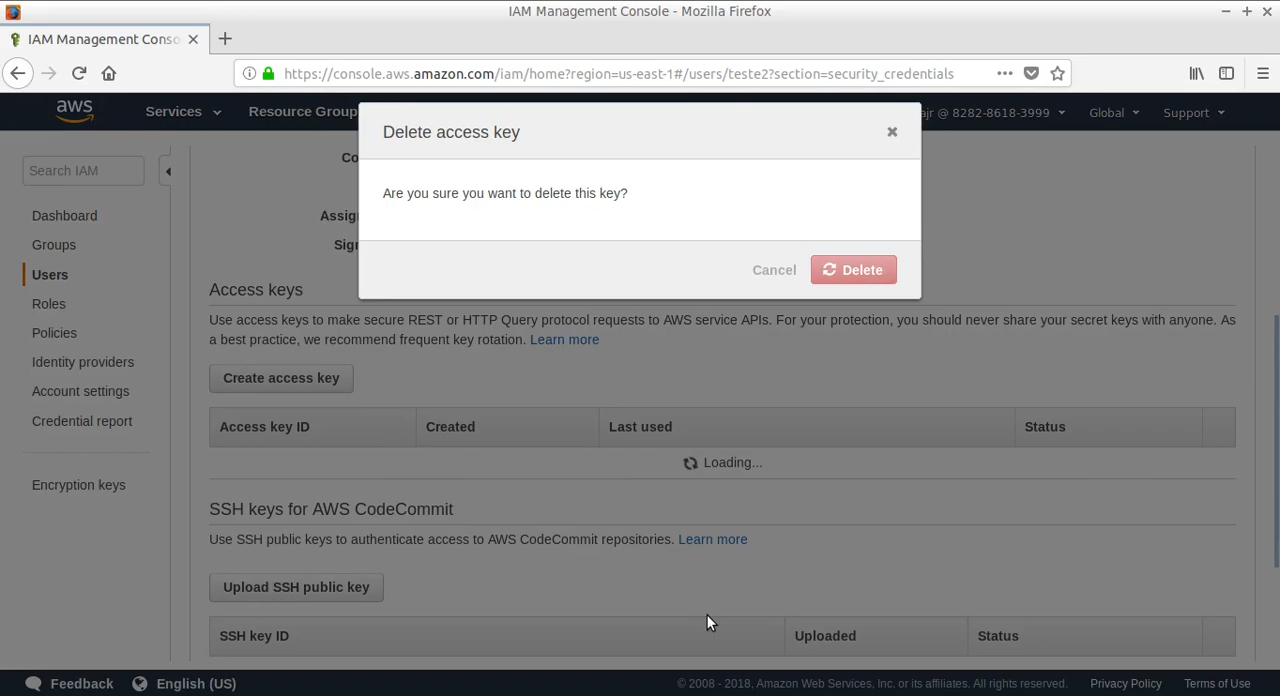 IAM Management Console - Mozilla Firefox
IAM Management Conso
https://console.aws.amazon.com/iam/home?region=us-east-1#/users/teste2?section=security_credentials
aws
Services
Resource Group
ajr @ 8282-8618-3999
Global
Support
Delete access key
Are you sure you want to delete this key?
Cancel
Delete
Search IAM
Dashboard
Groups
Users
Roles
Policies
Identity providers
Account settings
Credential report
Encryption keys
Co
Assig
Sig
Access keys
Use access keys to make secure REST or HTTP Query protocol requests to AWS service APIs. For your protection, you should never share your secret keys with anyone. As
a best practice, we recommend frequent key rotation. Learn more
Create access key
Access key ID Created Last used Status
Loading...
SSH keys for AWS CodeCommit
Use SSH public keys to authenticate access to AWS CodeCommit repositories. Learn more
Upload SSH public key
SSH key ID Uploaded Status
Feedback English (US) © 2008 - 2018, Amazon Web Services, Inc. or its affiliates. All rights reserved. Privacy Policy Terms of Use